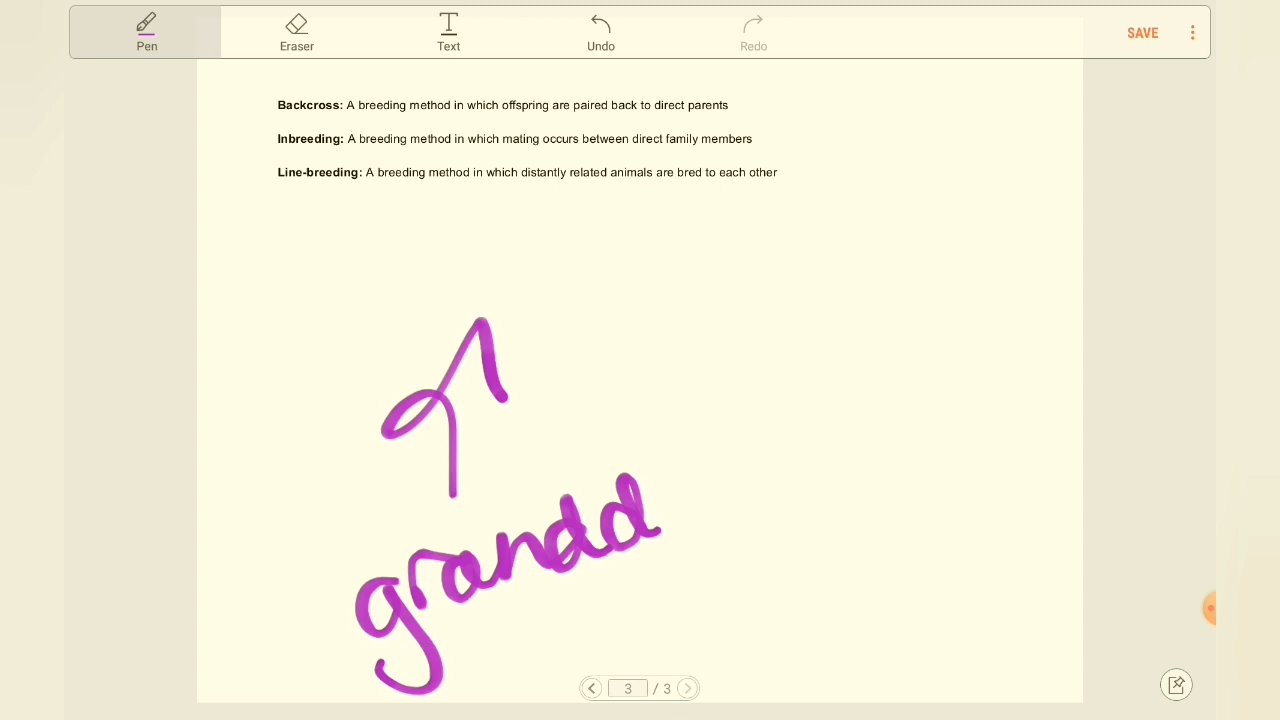 Pen
Eraser
Text
Undo
Redo
SAVE
Backcross: A breeding method in which offspring are paired back to direct parents
Inbreeding: A breeding method in which mating occurs between direct family members
Line-breeding: A breeding method in which distantly related animals are bred to each other
grandd
3 / 3